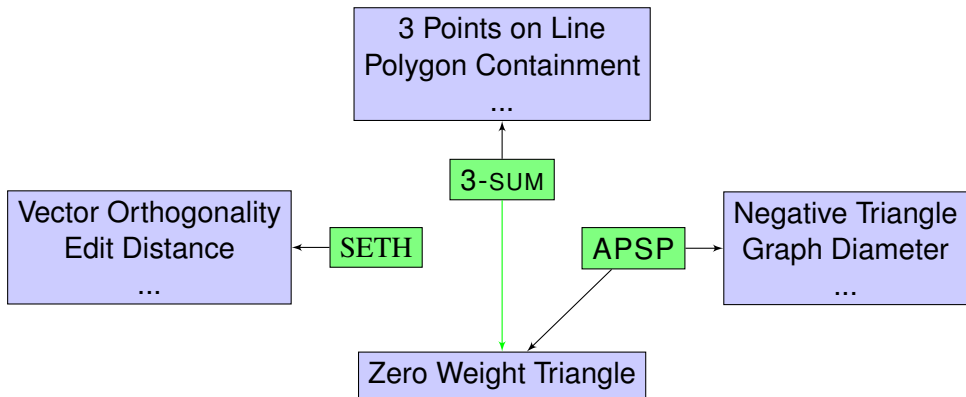 3 Points on Line
Polygon Containment
...
3-SUM
Vector Orthogonality
Edit Distance
...
SETH
APSP
Negative Triangle
Graph Diameter
...
Zero Weight Triangle